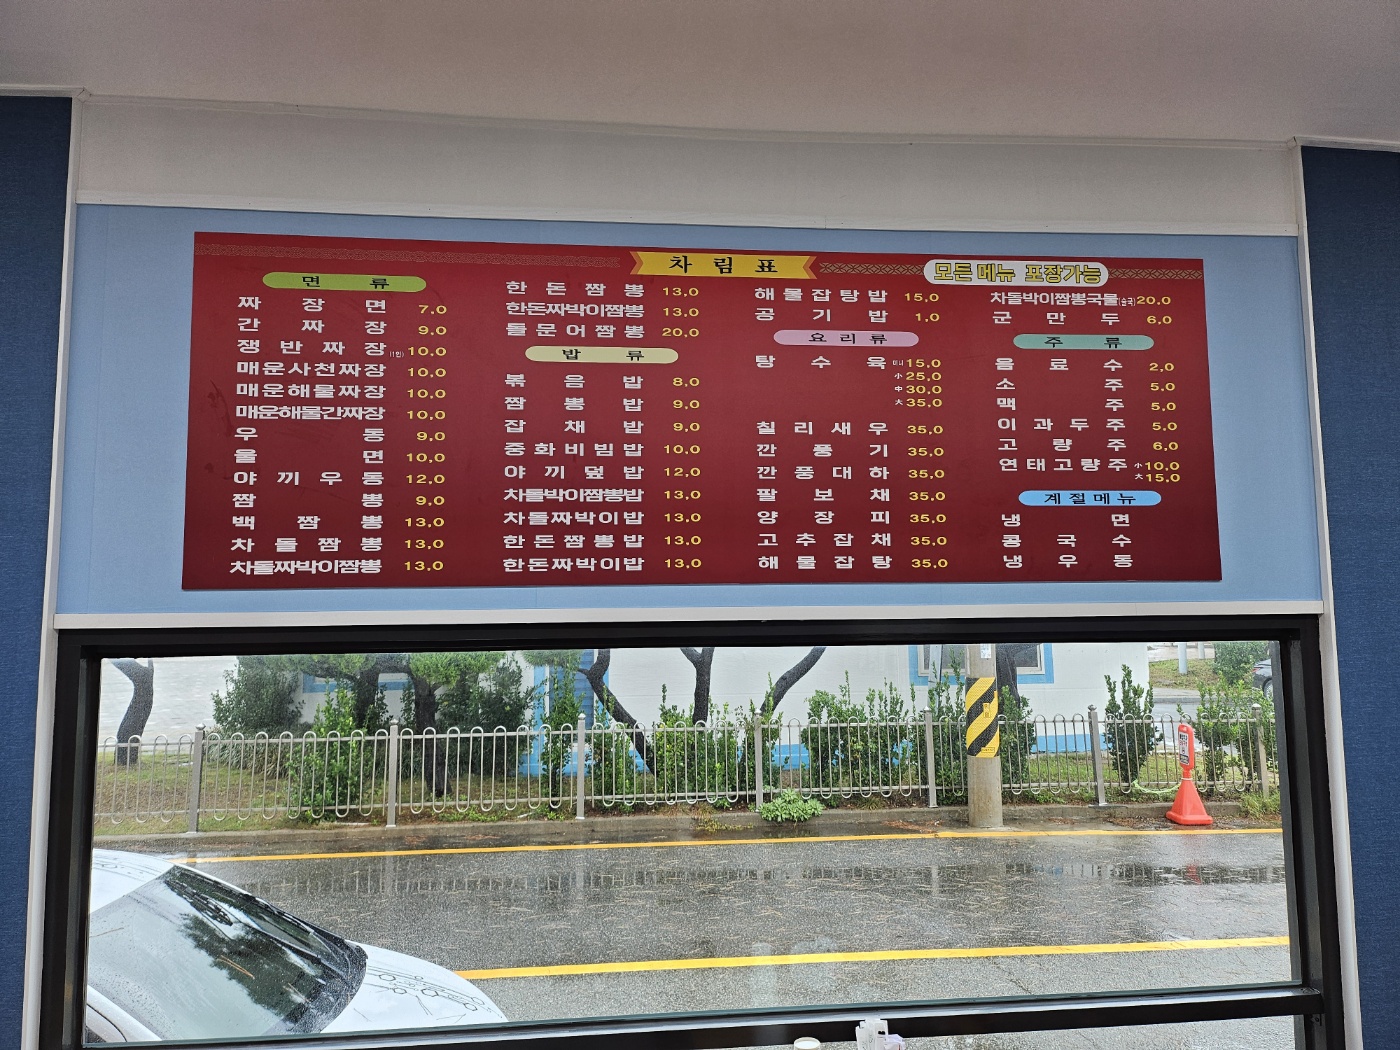 차림표
모든메뉴 포장가능
면 류
짜장면 7.0
간짜장 9.0
쟁반짜장(1인) 10.0
매운사천짜장 10.0
매운해물짜장 10.0
매운해물간짜장 10.0
우동 9.0
울면 10.0
야끼우동 12.0
짬뽕 9.0
백짬뽕 13.0
차돌짬뽕 13.0
차돌짜박이짬뽕 13.0
한돈짬뽕 13.0
한돈짜박이짬뽕 13.0
돌문어짬뽕 20.0
밥 류
볶음밥 8.0
짬뽕밥 9.0
잡채밥 9.0
중화비빔밥 10.0
야끼덮밥 12.0
차돌박이짬뽕밥 13.0
차돌짜박이밥 13.0
한돈짬뽕밥 13.0
한돈짜박이밥 13.0
해물잡탕밥 15.0
공기밥 1.0
요리류
탕수육 미니 15.0
小 25.0
中 30.0
大 35.0
칠리새우 35.0
깐풍기 35.0
깐풍대하 35.0
팔보채 35.0
양장피 35.0
고추잡채 35.0
해물잡탕 35.0
차돌박이짬뽕국물(술국) 20.0
군만두 6.0
주 류
음료수 2.0
소주 5.0
맥주 5.0
이과두주 5.0
고량주 6.0
연태고량주 小 10.0
大 15.0
계절메뉴
냉면
콩국수
냉우동